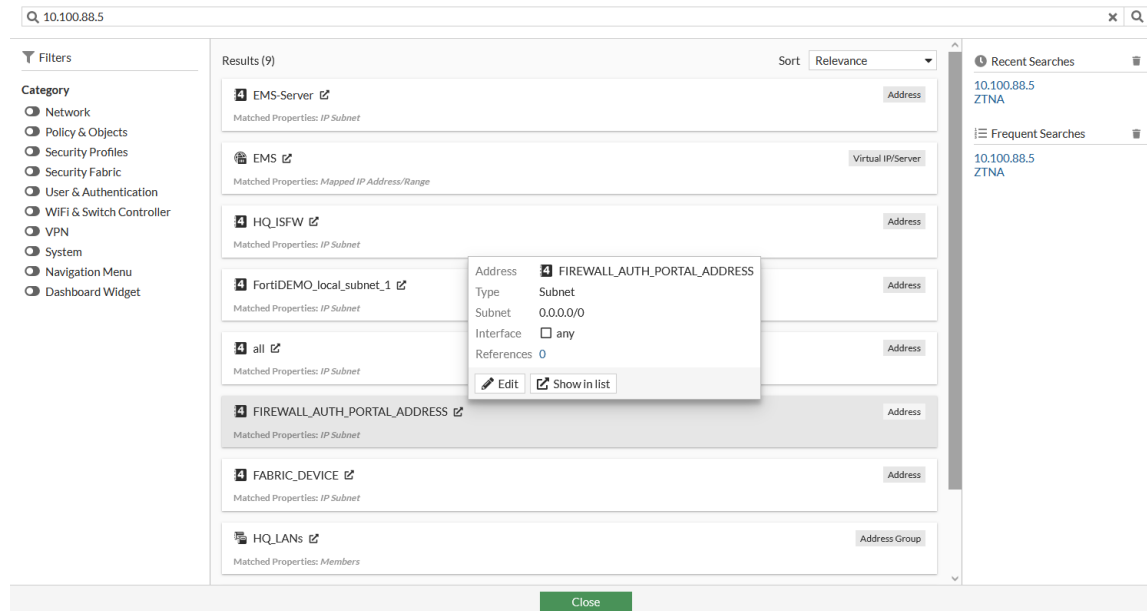 10.100.88.5
Filters
Category
Network
Policy & Objects
Security Profiles
Security Fabric
User & Authentication
WiFi & Switch Controller
VPN
System
Navigation Menu
Dashboard Widget
Results (9)
Sort Relevance
EMS-Server Address
Matched Properties: IP Subnet
EMS Virtual IP/Server
Matched Properties: Mapped IP Address/Range
HQ_ISFW Address
Matched Properties: IP Subnet
FortiDEMO_local_subnet_1 Address
Matched Properties: IP Subnet
all Address
Matched Properties: IP Subnet
FIREWALL_AUTH_PORTAL_ADDRESS Address
Matched Properties: IP Subnet
FABRIC_DEVICE Address
Matched Properties: IP Subnet
HQ_LANs Address Group
Matched Properties: Members
Address 4 FIREWALL_AUTH_PORTAL_ADDRESS
Type Subnet
Subnet 0.0.0.0/0
Interface any
References 0
Edit Show in list
Recent Searches
10.100.88.5
ZTNA
Frequent Searches
10.100.88.5
ZTNA
Close